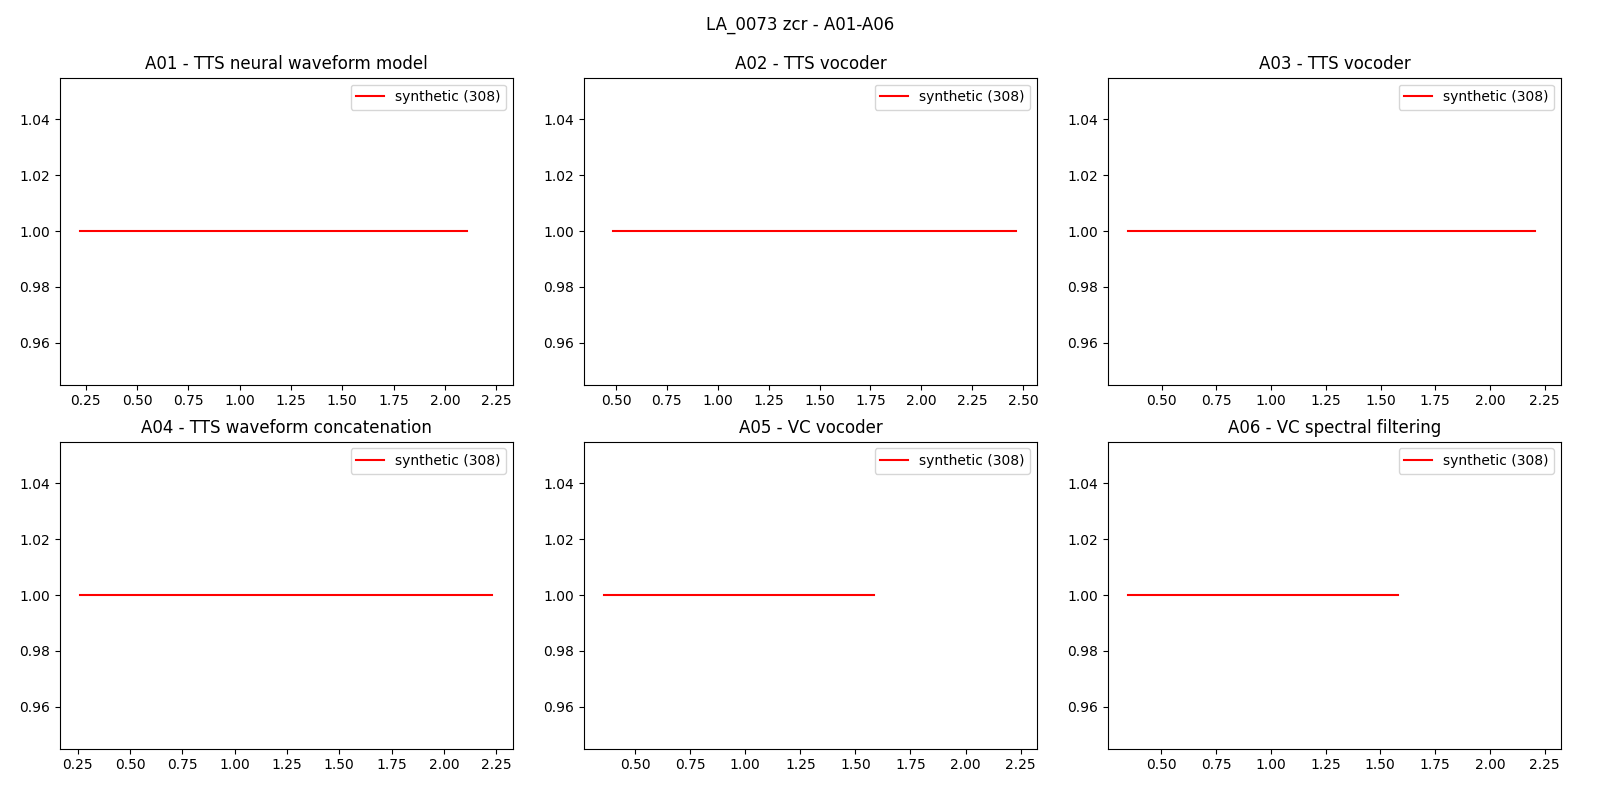 LA_0073 zcr - A01-A06
A01 - TTS neural waveform model
synthetic (308)
1.04
1.02
1.00
0.98
0.96
0.25 0.50 0.75 1.00 1.25 1.50 1.75 2.00 2.25
A02 - TTS vocoder
synthetic (308)
1.04
1.02
1.00
0.98
0.96
0.50 0.75 1.00 1.25 1.50 1.75 2.00 2.25 2.50
A03 - TTS vocoder
synthetic (308)
1.04
1.02
1.00
0.98
0.96
0.50 0.75 1.00 1.25 1.50 1.75 2.00 2.25
A04 - TTS waveform concatenation
synthetic (308)
1.04
1.02
1.00
0.98
0.96
0.25 0.50 0.75 1.00 1.25 1.50 1.75 2.00 2.25
A05 - VC vocoder
synthetic (308)
1.04
1.02
1.00
0.98
0.96
0.50 0.75 1.00 1.25 1.50 1.75 2.00 2.25
A06 - VC spectral filtering
synthetic (308)
1.04
1.02
1.00
0.98
0.96
0.50 0.75 1.00 1.25 1.50 1.75 2.00 2.25